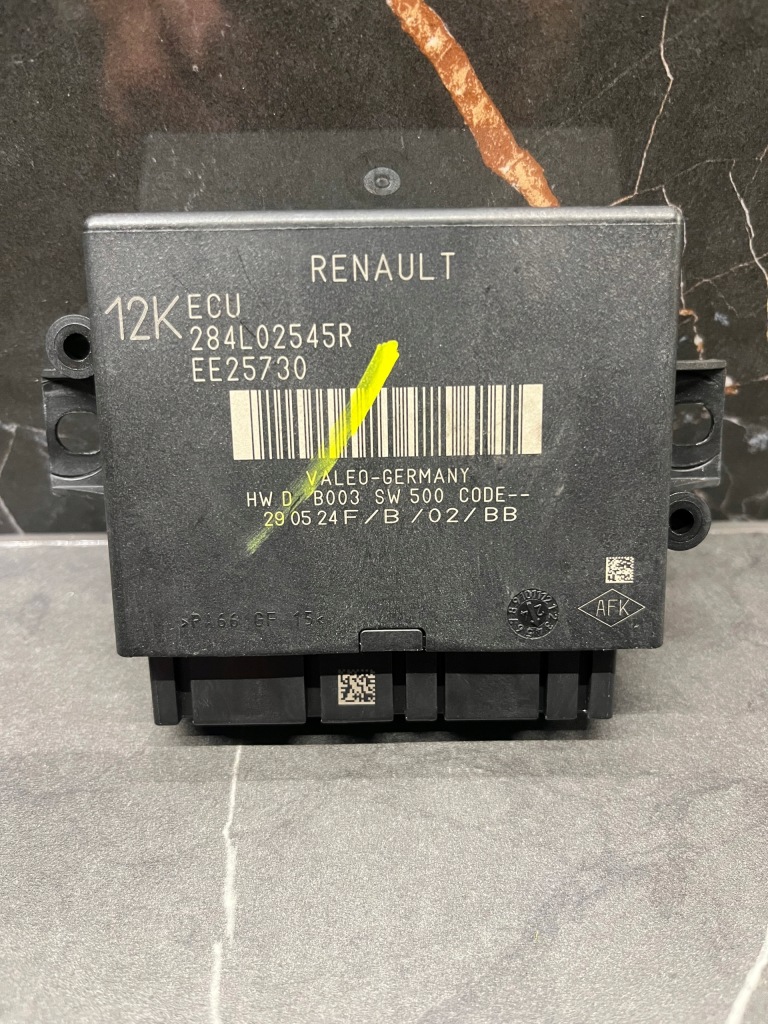 RENAULT
12K ECU
284L02545R
EE25730
VALEO-GERMANY
HW D B003 SW 500 CODE--
29 05 24 F/B /02/BB
>PA66 GF 15<
AFK